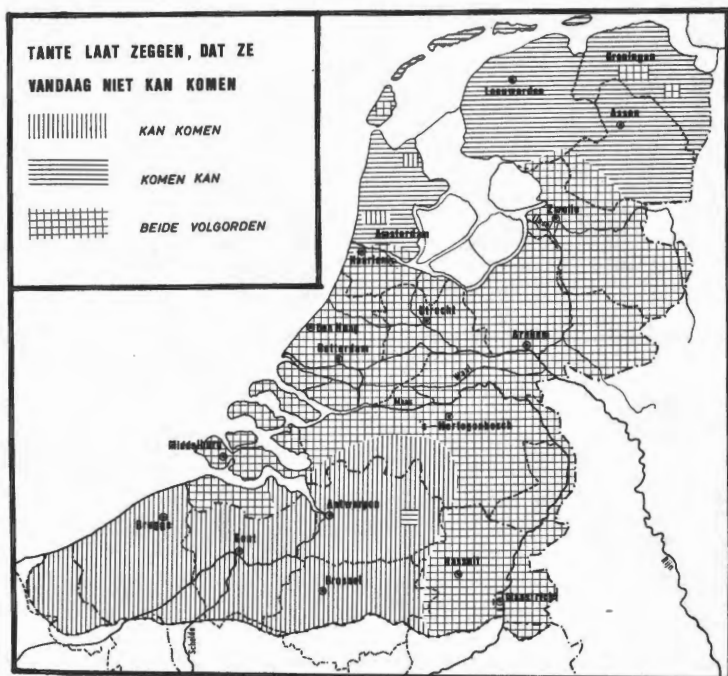 TANTE LAAT ZEGGEN, DAT ZE
VANDAAG NIET KAN KOMEN
KAN KOMEN
KOMEN KAN
BEIDE VOLGORDEN
Groningen
Leeuwarden
Assen
Zwolle
Amsterdam
Haarlem
Utrecht
Den Haag
Arnhem
Rotterdam
Waal
Maas
's-Hertogenbosch
Middelburg
Antwerpen
Brugge
Gent
Hasselt
Brussel
Maastricht
Rijn
Schelde